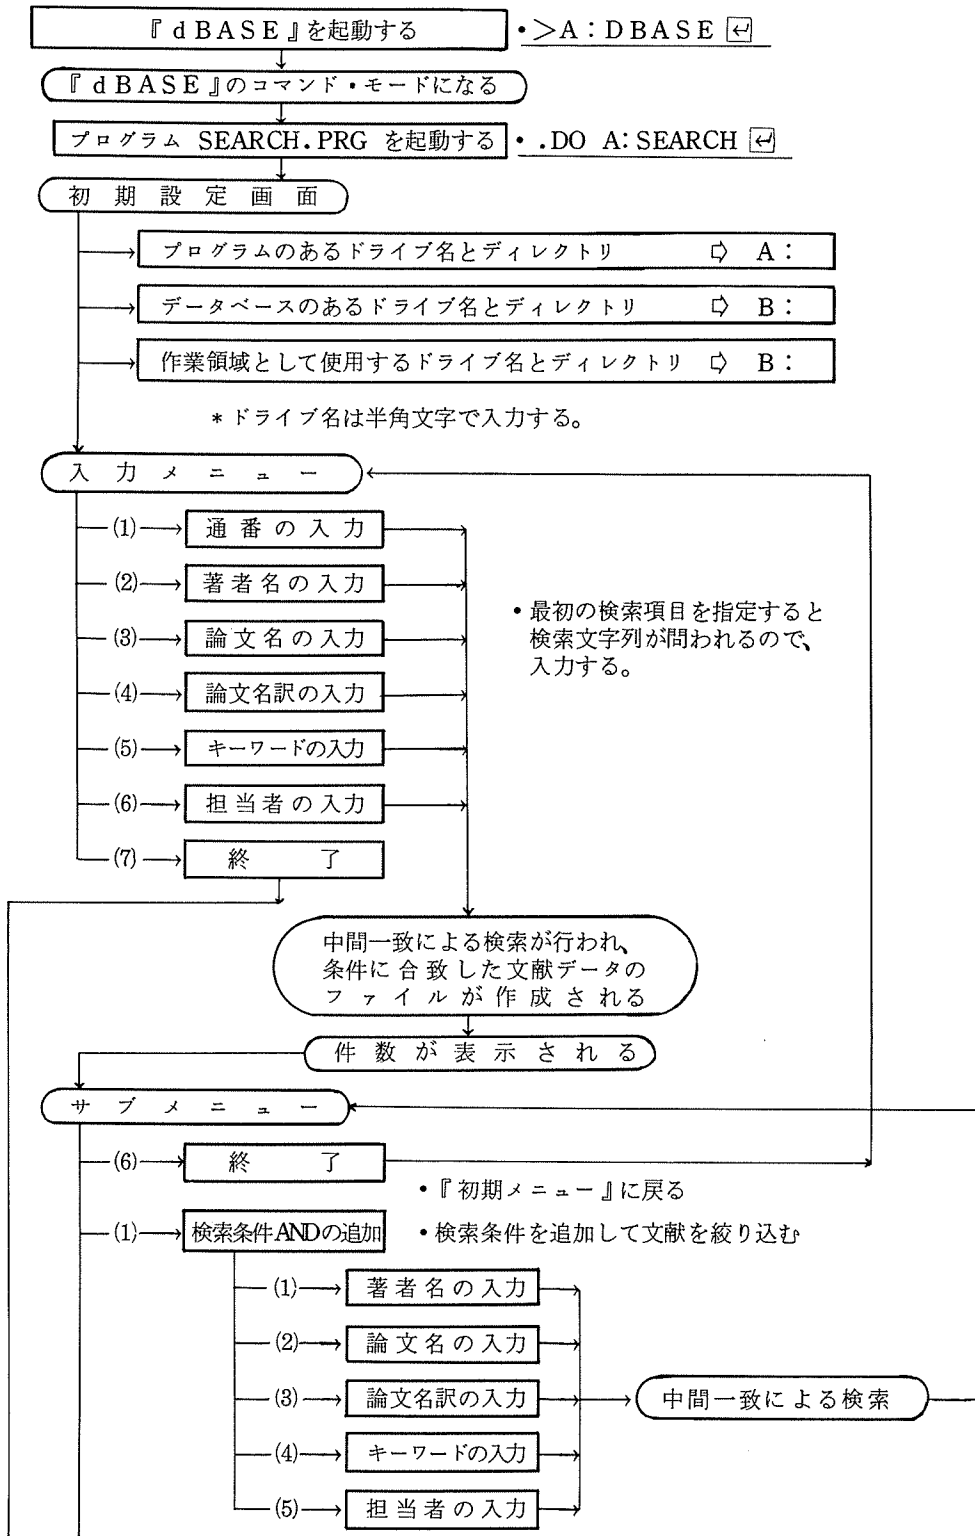 『dBASE』を起動する
・>A:DBASE ↵
『dBASE』のコマンド・モードになる
プログラム SEARCH.PRG を起動する
・.DO A:SEARCH ↵
初期設定画面
プログラムのあるドライブ名とディレクトリ ⇨ A:
データベースのあるドライブ名とディレクトリ ⇨ B:
作業領域として使用するドライブ名とディレクトリ ⇨ B:
*ドライブ名は半角文字で入力する。
入力メニュー
(1) 通番の入力
(2) 著者名の入力
(3) 論文名の入力
(4) 論文名訳の入力
(5) キーワードの入力
(6) 担当者の入力
(7) 終了
・最初の検索項目を指定すると
検索文字列が問われるので、
入力する。
中間一致による検索が行われ、
条件に合致した文献データの
ファイルが作成される
件数が表示される
サブメニュー
(6) 終了
・『初期メニュー』に戻る
(1) 検索条件ANDの追加
・検索条件を追加して文献を絞り込む
(1) 著者名の入力
(2) 論文名の入力
(3) 論文名訳の入力
(4) キーワードの入力
(5) 担当者の入力
中間一致による検索